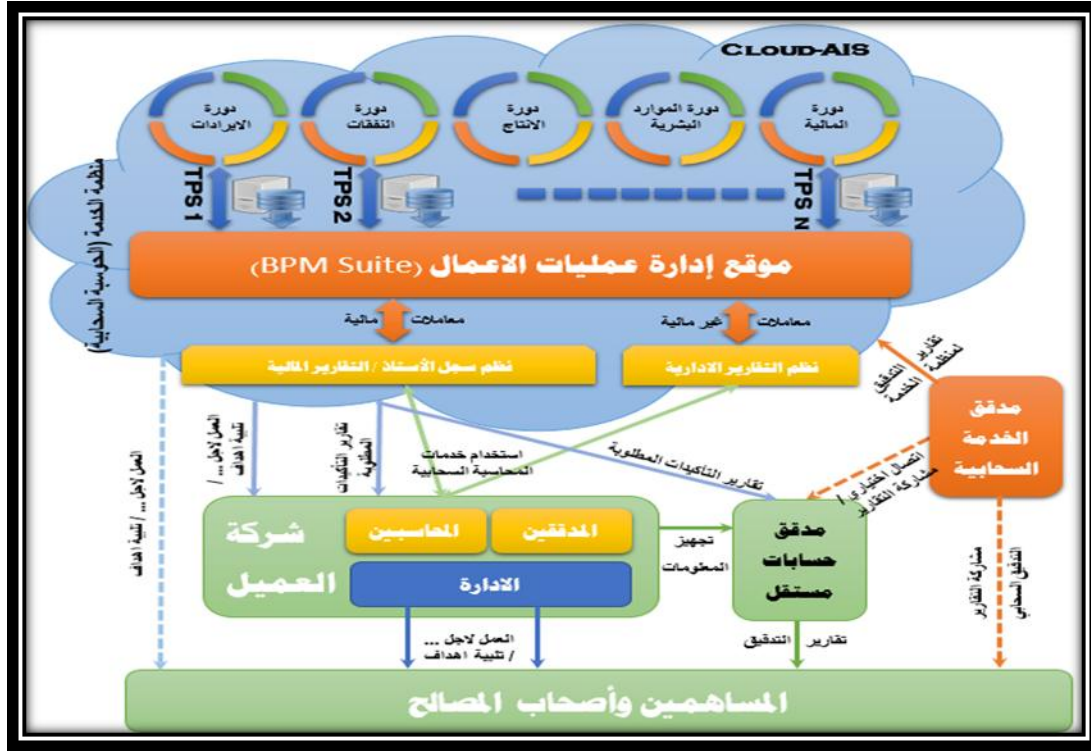 CLOUD-AIS
دورة
الايرادات
دورة
النفقات
دورة
الانتاج
دورة الموارد
البشرية
دورة
المالية
TPS 1
TPS 2
TPS N
منظمة الخدمة (الحوسبة السحابية)
موقع إدارة عمليات الاعمال (BPM Suite)
معاملات
مالية
معاملات
غير مالية
نظم سجل الأستاذ / التقارير المالية
نظم التقارير الادارية
تقارير التدقيق
لمنظمة الخدمة
مدقق
الخدمة
السحابية
العمل لاجل ... / تلبية اهداف
العمل لاجل ... /
تلبية اهداف
تقارير التأكيدات
المطلوبة
استخدام خدمات
المحاسبة السحابية
تقارير التأكيدات المطلوبة
اتصال اختياري /
مشاركة التقارير
شركة
العميل
المحاسبين
المدققين
الادارة
تجهيز
المعلومات
مدقق
حسابات
مستقل
مشاركة التقارير
التدقيق السحابي
العمل لاجل ...
/ تلبية اهداف
تقارير
التدقيق
المساهمين وأصحاب المصالح